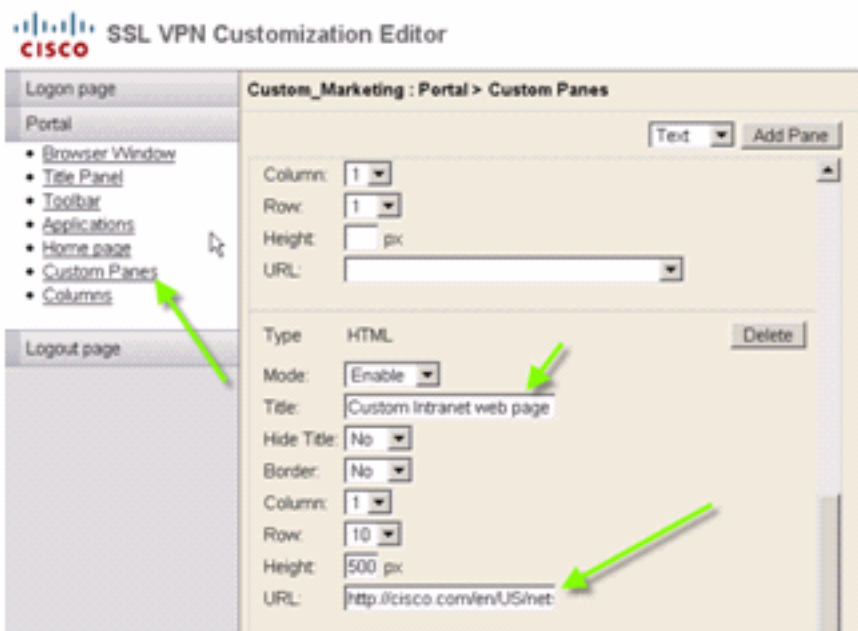 CISCO SSL VPN Customization Editor
Logon page
Portal
• Browser Window
• Title Panel
• Toolbar
• Applications
• Home page
• Custom Panes
• Columns
Logout page
Custom_Marketing : Portal > Custom Panes
Text Add Pane
Column: 1
Row: 1
Height: px
URL:
Type HTML Delete
Mode: Enable
Title: Custom Intranet web page
Hide Title: No
Border: No
Column: 1
Row: 10
Height: 500 px
URL: http://cisco.com/en/US/net